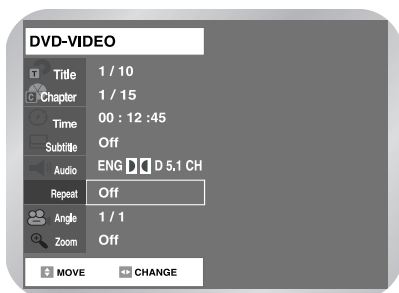 DVD-VIDEO
T Title 1 / 10
C Chapter 1 / 15
Time 00 : 12 :45
Subtitle Off
Audio ENG D 5.1 CH
Repeat Off
Angle 1 / 1
Zoom Off
MOVE CHANGE